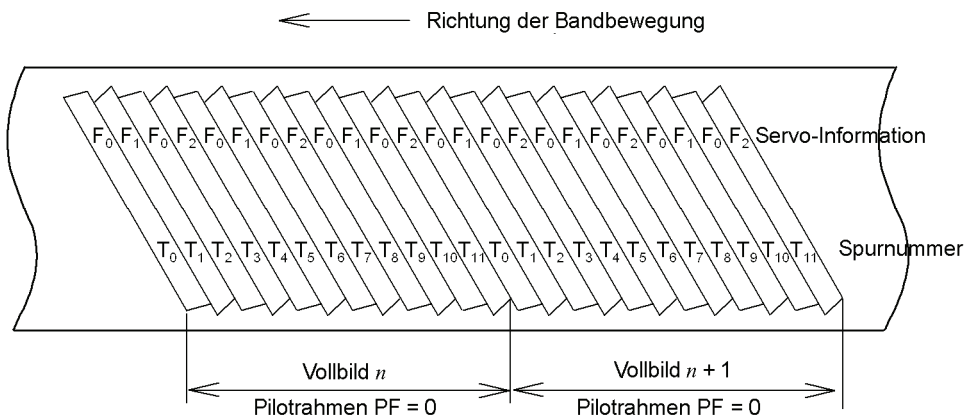 Richtung der Bandbewegung
F₀ F₁ F₀ F₂ F₀ F₁ F₀ F₂ F₀ F₁ F₀ F₂ F₀ F₁ F₀ F₂ F₀ F₁ F₀ F₂ F₀ F₁ F₀ F₂ Servo-Information
T₀ T₁ T₂ T₃ T₄ T₅ T₆ T₇ T₈ T₉ T₁₀ T₁₁ T₀ T₁ T₂ T₃ T₄ T₅ T₆ T₇ T₈ T₉ T₁₀ T₁₁ Spurnummer
Vollbild n
Pilotrahmen PF = 0
Vollbild n + 1
Pilotrahmen PF = 0